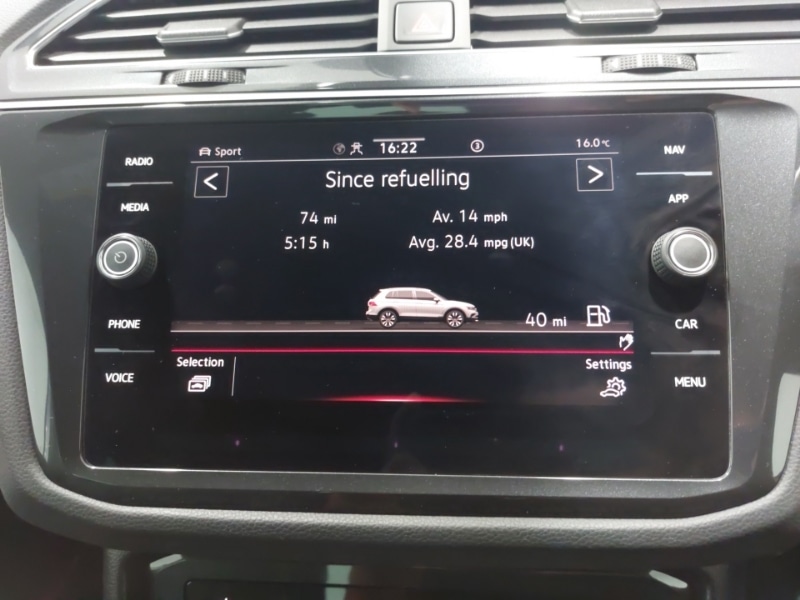 RADIO
MEDIA
PHONE
VOICE
Sport
16:22
3
16.0°C
<
Since refuelling
>
74 mi
Av. 14 mph
5:15 h
Avg. 28.4 mpg (UK)
40 mi
Selection
Settings
NAV
APP
CAR
MENU